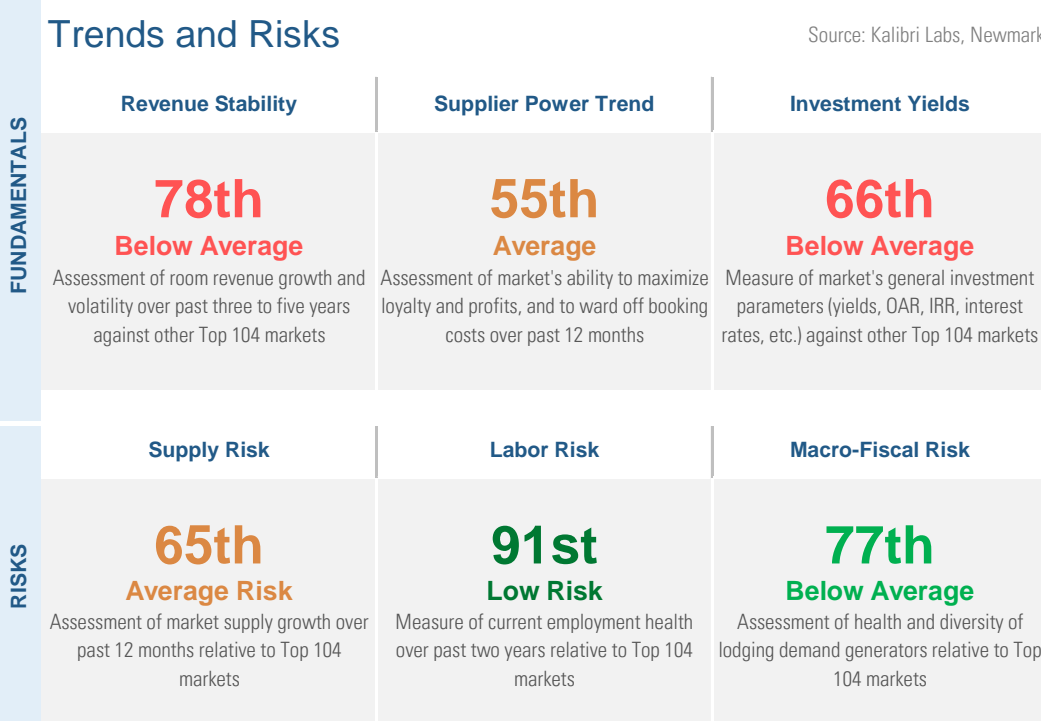 Trends and Risks
Source: Kalibri Labs, Newmark
FUNDAMENTALS
Revenue Stability
78th
Below Average
Assessment of room revenue growth and
volatility over past three to five years
against other Top 104 markets
Supplier Power Trend
55th
Average
Assessment of market's ability to maximize
loyalty and profits, and to ward off booking
costs over past 12 months
Investment Yields
66th
Below Average
Measure of market's general investment
parameters (yields, OAR, IRR, interest
rates, etc.) against other Top 104 markets
RISKS
Supply Risk
65th
Average Risk
Assessment of market supply growth over
past 12 months relative to Top 104
markets
Labor Risk
91st
Low Risk
Measure of current employment health
over past two years relative to Top 104
markets
Macro-Fiscal Risk
77th
Below Average
Assessment of health and diversity of
lodging demand generators relative to Top
104 markets